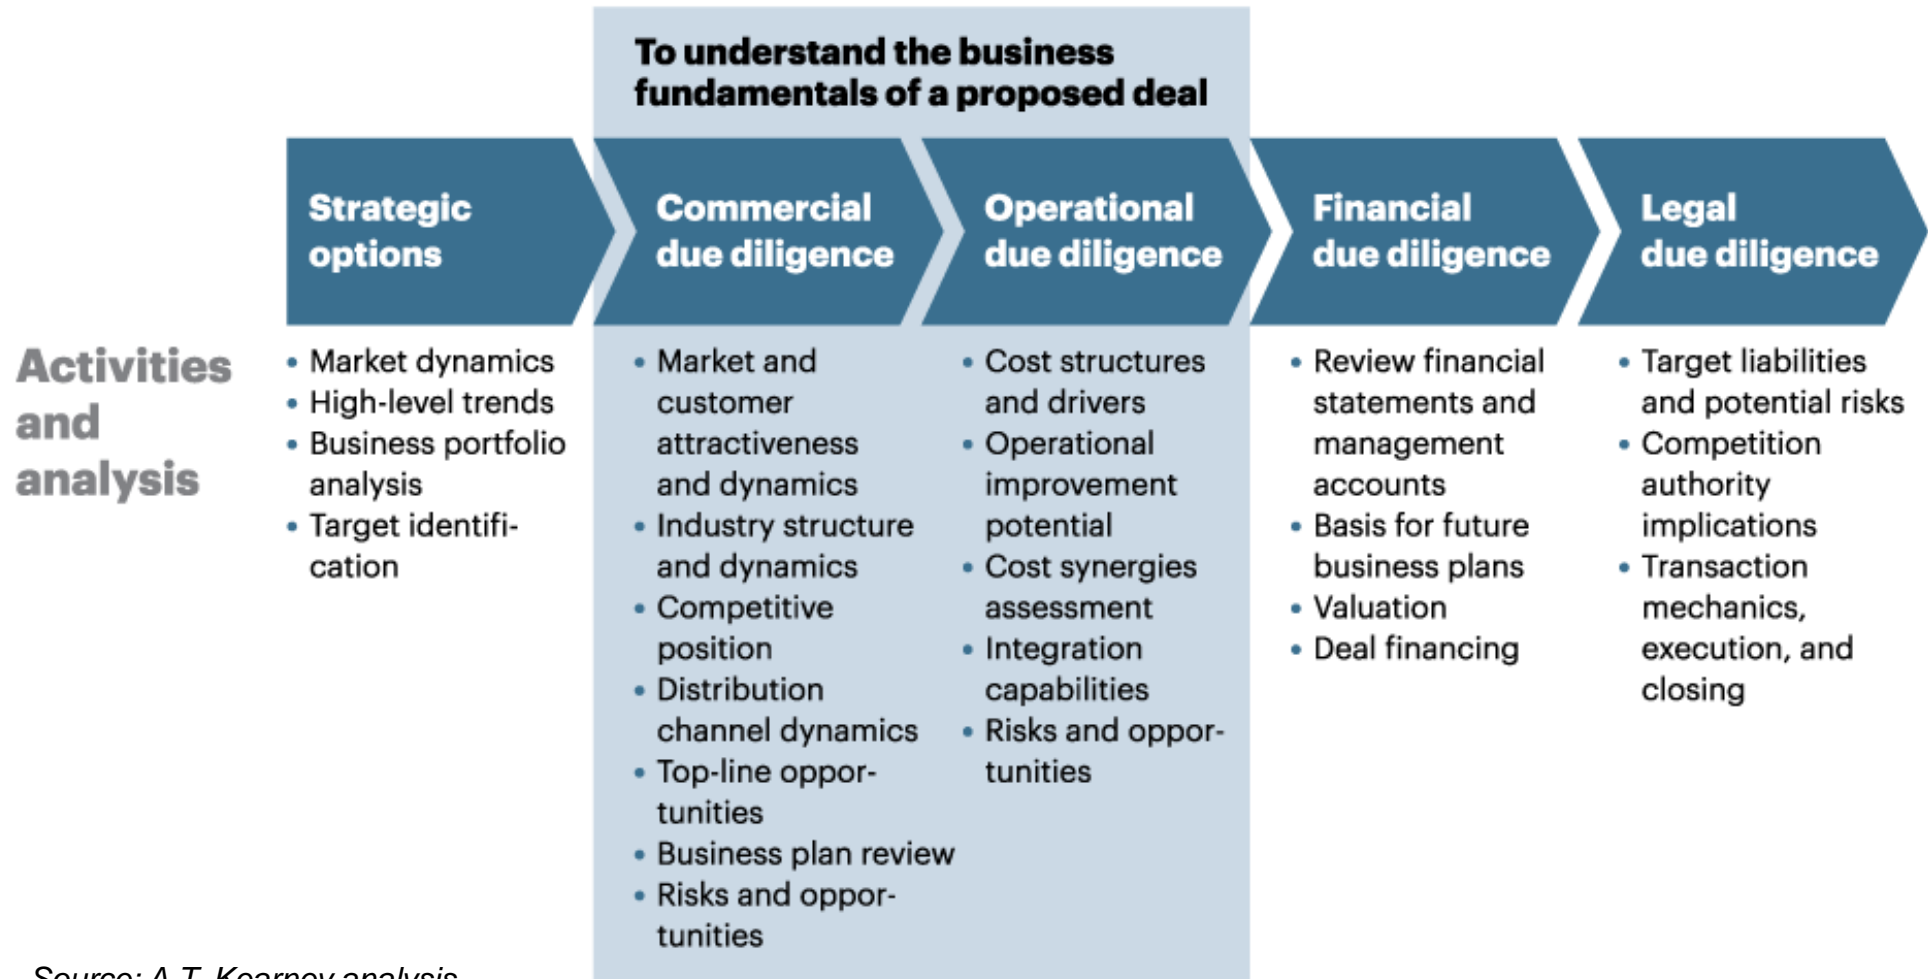 To understand the business
fundamentals of a proposed deal
Strategic
options
Commercial
due diligence
Operational
due diligence
Financial
due diligence
Legal
due diligence
Activities
and
analysis
• Market dynamics
• High-level trends
• Business portfolio
analysis
• Target identifi-
cation
• Market and
customer
attractiveness
and dynamics
• Industry structure
and dynamics
• Competitive
position
• Distribution
channel dynamics
• Top-line oppor-
tunities
• Business plan review
• Risks and oppor-
tunities
• Cost structures
and drivers
• Operational
improvement
potential
• Cost synergies
assessment
• Integration
capabilities
• Risks and oppor-
tunities
• Review financial
statements and
management
accounts
• Basis for future
business plans
• Valuation
• Deal financing
• Target liabilities
and potential risks
• Competition
authority
implications
• Transaction
mechanics,
execution, and
closing
Source: A.T. Kearney analysis